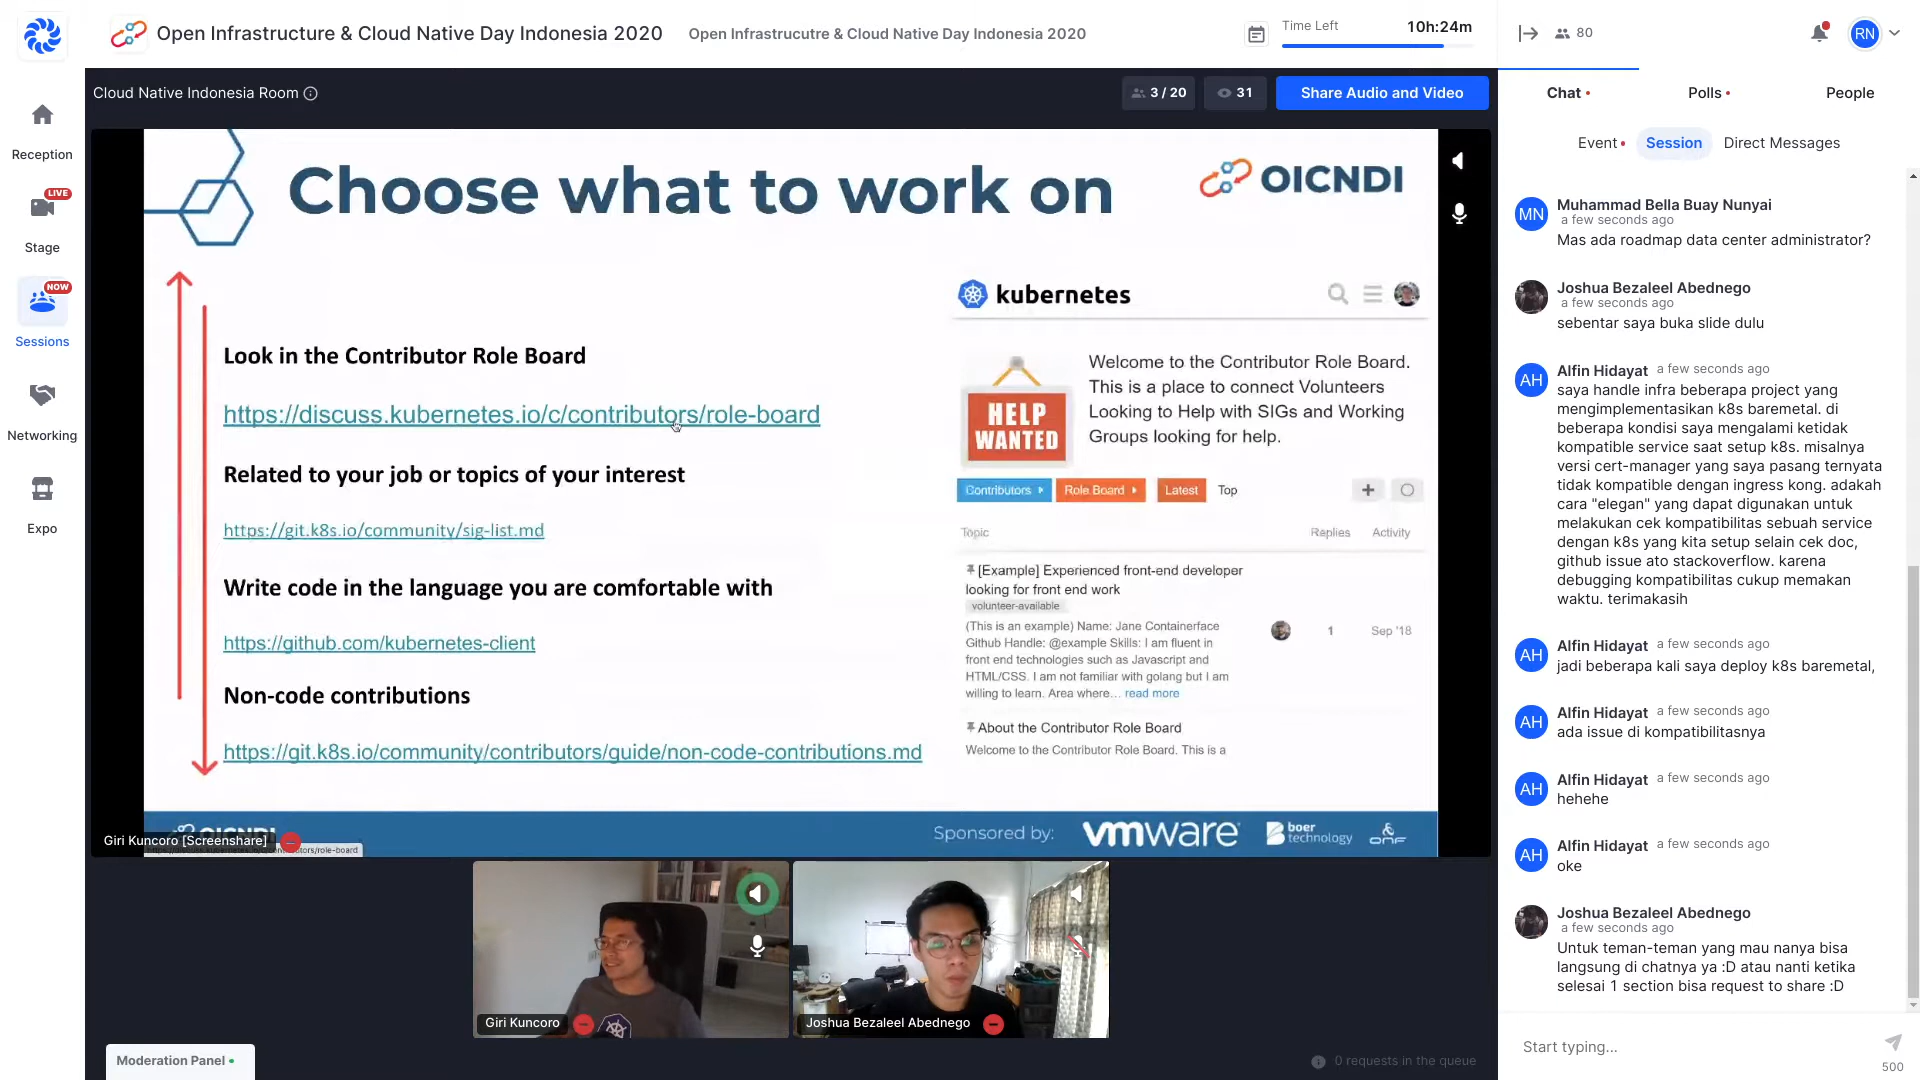 Open Infrastructure & Cloud Native Day Indonesia 2020
Open Infrastrucutre & Cloud Native Day Indonesia 2020
Time Left
10h:24m
80
RN
Reception
LIVE
Stage
NOW
Sessions
Networking
Expo
Cloud Native Indonesia Room
3 / 20
31
Share Audio and Video
Choose what to work on
OICNDI
Look in the Contributor Role Board
https://discuss.kubernetes.io/c/contributors/role-board
Related to your job or topics of your interest
https://git.k8s.io/community/sig-list.md
Write code in the language you are comfortable with
https://github.com/kubernetes-client
Non-code contributions
https://git.k8s.io/community/contributors/guide/non-code-contributions.md
kubernetes
HELP
WANTED
Welcome to the Contributor Role Board.
This is a place to connect Volunteers
Looking to Help with SIGs and Working
Groups looking for help.
Contributors
Role Board
Latest
Top
Topic
Replies
Activity
[Example] Experienced front-end developer
looking for front end work
volunteer-available
(This is an example) Name: Jane Containerface
Github Handle: @example Skills: I am fluent in
front end technologies such as Javascript and
HTML/CSS. I am not familiar with golang but I am
willing to learn. Area where… read more
1
Sep '18
About the Contributor Role Board
Welcome to the Contributor Role Board. This is a
Sponsored by:
vmware
boer
technology
Giri Kuncoro [Screenshare]
Giri Kuncoro
Joshua Bezaleel Abednego
Moderation Panel
0 requests in the queue
Chat
Polls
People
Event
Session
Direct Messages
MN
Muhammad Bella Buay Nunyai
a few seconds ago
Mas ada roadmap data center administrator?
Joshua Bezaleel Abednego
a few seconds ago
sebentar saya buka slide dulu
AH
Alfin Hidayat a few seconds ago
saya handle infra beberapa project yang
mengimplementasikan k8s baremetal. di
beberapa kondisi saya mengalami ketidak
kompatible service saat setup k8s. misalnya
versi cert-manager yang saya pasang ternyata
tidak kompatible dengan ingress kong. adakah
cara "elegan" yang dapat digunakan untuk
melakukan cek kompatibilitas sebuah service
dengan k8s yang kita setup selain cek doc,
github issue ato stackoverflow. karena
debugging kompatibilitas cukup memakan
waktu. terimakasih
AH
Alfin Hidayat a few seconds ago
jadi beberapa kali saya deploy k8s baremetal,
AH
Alfin Hidayat a few seconds ago
ada issue di kompatibilitasnya
AH
Alfin Hidayat a few seconds ago
hehehe
AH
Alfin Hidayat a few seconds ago
oke
Joshua Bezaleel Abednego
a few seconds ago
Untuk teman-teman yang mau nanya bisa
langsung di chatnya ya :D atau nanti ketika
selesai 1 section bisa request to share :D
Start typing...
500